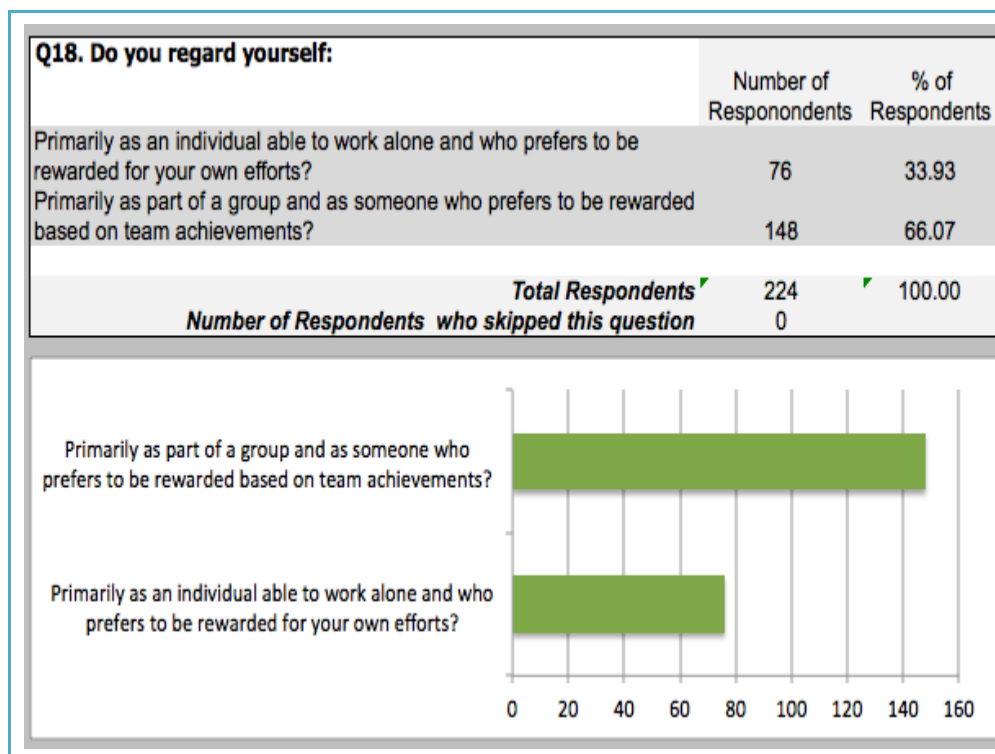 Q18. Do you regard yourself:
Number of % of
Responondents Respondents
Primarily as an individual able to work alone and who prefers to be
rewarded for your own efforts? 76 33.93
Primarily as part of a group and as someone who prefers to be rewarded
based on team achievements? 148 66.07
Total Respondents 224 100.00
Number of Respondents who skipped this question 0
Primarily as part of a group and as someone who
prefers to be rewarded based on team achievements?
Primarily as an individual able to work alone and who
prefers to be rewarded for your own efforts?
0 20 40 60 80 100 120 140 160